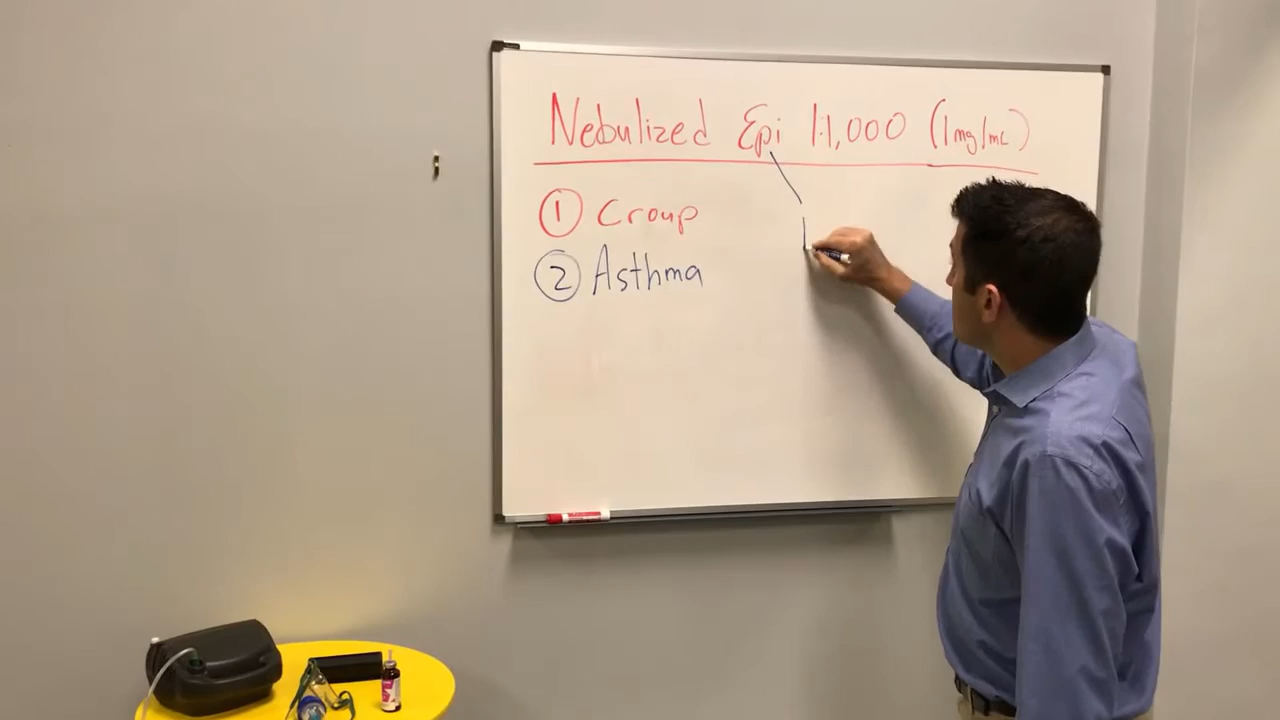 Nebulized Epi 1:1,000 (1mg/mL)
① Croup
② Asthma